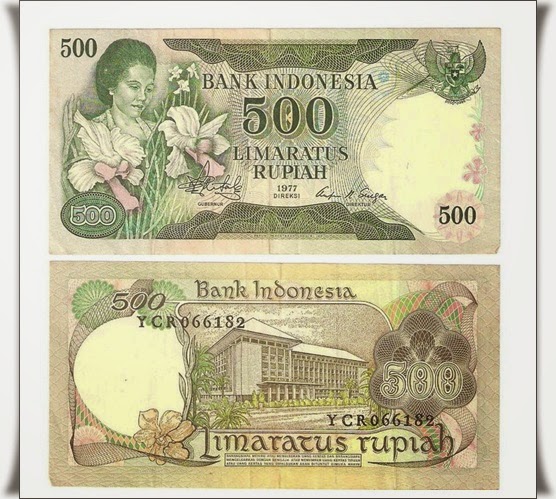 500
BANK INDONESIA
500
LIMARATUS
RUPIAH
1977
GUBERNUR
DIREKSI
DIREKTUR
500
500
500
Bank Indonesia
YCR066182
500
YCR066182
Limaratus rupiah